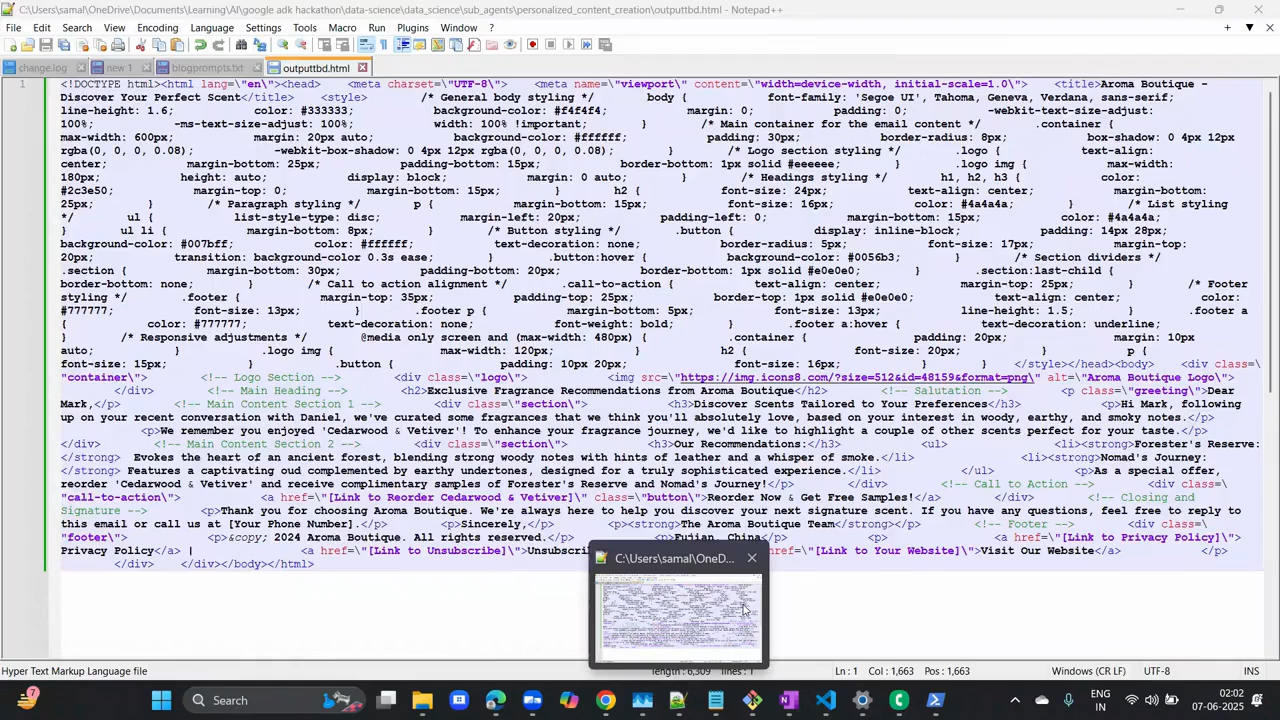 C:\Users\samal\OneDrive\Documents\Learning\AI\google adk hackathon\data-science\data_science\sub_agents\personalized_content_creation\outputtbd.html - Notepad++
File Edit Search View Encoding Language Settings Tools Macro Run Plugins Window ?
change.log new 1 blogprompts.txt outputtbd.html
1 <!DOCTYPE html><html lang="en\"><head> <meta charset=\"UTF-8\"> <meta name=\"viewport\" content=\"width=device-width, initial-scale=1.0\"> <title>Aroma Boutique -
Discover Your Perfect Scent</title> <style> /* General body styling */ body { font-family: 'Segoe UI', Tahoma, Geneva, Verdana, sans-serif;
line-height: 1.6; color: #333333; background-color: #f4f4f4; margin: 0; padding: 0; -webkit-text-size-adjust:
100%; -ms-text-size-adjust: 100%; width: 100% !important; } /* Main container for the email content */ .container {
max-width: 600px; margin: 20px auto; background-color: #ffffff; padding: 30px; border-radius: 8px; box-shadow: 0 4px 12px
rgba(0, 0, 0, 0.08); -webkit-box-shadow: 0 4px 12px rgba(0, 0, 0, 0.08); } /* Logo section styling */ .logo { text-align:
center; margin-bottom: 25px; padding-bottom: 15px; border-bottom: 1px solid #eeeeee; } .logo img { max-width:
180px; height: auto; display: block; margin: 0 auto; } /* Headings styling */ h1, h2, h3 { color:
#2c3e50; margin-top: 0; margin-bottom: 15px; } h2 { font-size: 24px; text-align: center; margin-bottom:
25px; } /* Paragraph styling */ p { margin-bottom: 15px; font-size: 16px; color: #4a4a4a; } /* List styling
*/ ul { list-style-type: disc; margin-left: 20px; padding-left: 0; margin-bottom: 15px; color: #4a4a4a;
} ul li { margin-bottom: 8px; } /* Button styling */ .button { display: inline-block; padding: 14px 28px;
background-color: #007bff; color: #ffffff; text-decoration: none; border-radius: 5px; font-size: 17px; margin-top:
20px; transition: background-color 0.3s ease; } .button:hover { background-color: #0056b3; } /* Section dividers */
.section { margin-bottom: 30px; padding-bottom: 20px; border-bottom: 1px solid #e0e0e0; } .section:last-child {
border-bottom: none; } /* Call to action alignment */ .call-to-action { text-align: center; margin-top: 25px; } /* Footer
styling */ .footer { margin-top: 35px; padding-top: 25px; border-top: 1px solid #e0e0e0; text-align: center; color:
#777777; font-size: 13px; } .footer p { margin-bottom: 5px; font-size: 13px; line-height: 1.5; } .footer a
{ color: #777777; text-decoration: none; font-weight: bold; } .footer a:hover { text-decoration: underline;
} /* Responsive adjustments */ @media only screen and (max-width: 480px) { .container { padding: 20px; margin: 10px
auto; } .logo img { max-width: 120px; } h2 { font-size: 20px; } p {
font-size: 15px; } .button { padding: 10px 20px; font-size: 16px; } } </style></head><body> <div class=\
"container\"> <!-- Logo Section --> <div class=\"logo\"> <img src=\"https://img.icons8.com/?size=512&id=48159&format=png\" alt=\"Aroma Boutique Logo\">
</div> <!-- Main Heading --> <h2>Exclusive Fragrance Recommendations from Aroma Boutique</h2> <!-- Salutation --> <p class=\"greeting\">Dear
Mark,</p> <!-- Main Content Section 1 --> <div class=\"section\"> <h3>Discover Scents Tailored to Your Preferences</h3> <p>Hi Mark, following
up on your recent conversation with Daniel, we've curated some fragrances that we think you'll absolutely love, based on your interest in woody, earthy, and smoky notes.</p>
<p>We remember you enjoyed 'Cedarwood & Vetiver'! To enhance your fragrance journey, we'd like to highlight a couple of other scents perfect for your taste.</p>
</div> <!-- Main Content Section 2 --> <div class=\"section\"> <h3>Our Recommendations:</h3> <ul> <li><strong>Forester's Reserve:
</strong> Evokes the heart of an ancient forest, blending strong woody notes with hints of leather and a whisper of smoke.</li> <li><strong>Nomad's Journey:
</strong> Features a captivating oud complemented by earthy undertones, designed for a truly sophisticated experience.</li> </ul> <p>As a special offer,
reorder 'Cedarwood & Vetiver' and receive complimentary samples of Forester's Reserve and Nomad's Journey!</p> </div> <!-- Call to Action --> <div class=\
"call-to-action\"> <a href=\"[Link to Reorder Cedarwood & Vetiver]\" class=\"button\">Reorder Now & Get Free Samples!</a> </div> <!-- Closing and
Signature --> <p>Thank you for choosing Aroma Boutique. We're always here to help you discover your next signature scent. If you have any questions, feel free to reply to
this email or call us at [Your Phone Number].</p> <p>Sincerely,</p> <p><strong>The Aroma Boutique Team</strong></p> <!-- Footer --> <div class=\
"footer\"> <p>&copy; 2024 Aroma Boutique. All rights reserved.</p> <p>Fujian, China</p> <a href=\"[Link to Privacy Policy]\">
Privacy Policy</a> | <a href=\"[Link to Unsubscribe]\">Unsubscri href=\"[Link to Your Website]\">Visit Our Website</a> </p>
</div> </div></body></html>
C:\Users\samal\OneD...
Hyper Text Markup Language file length : 6,309 lines : 1 Ln : 1 Col : 1,663 Pos : 1,663 Windows (CR LF) UTF-8 INS
7 Search ENG 02:02
IN 07-06-2025